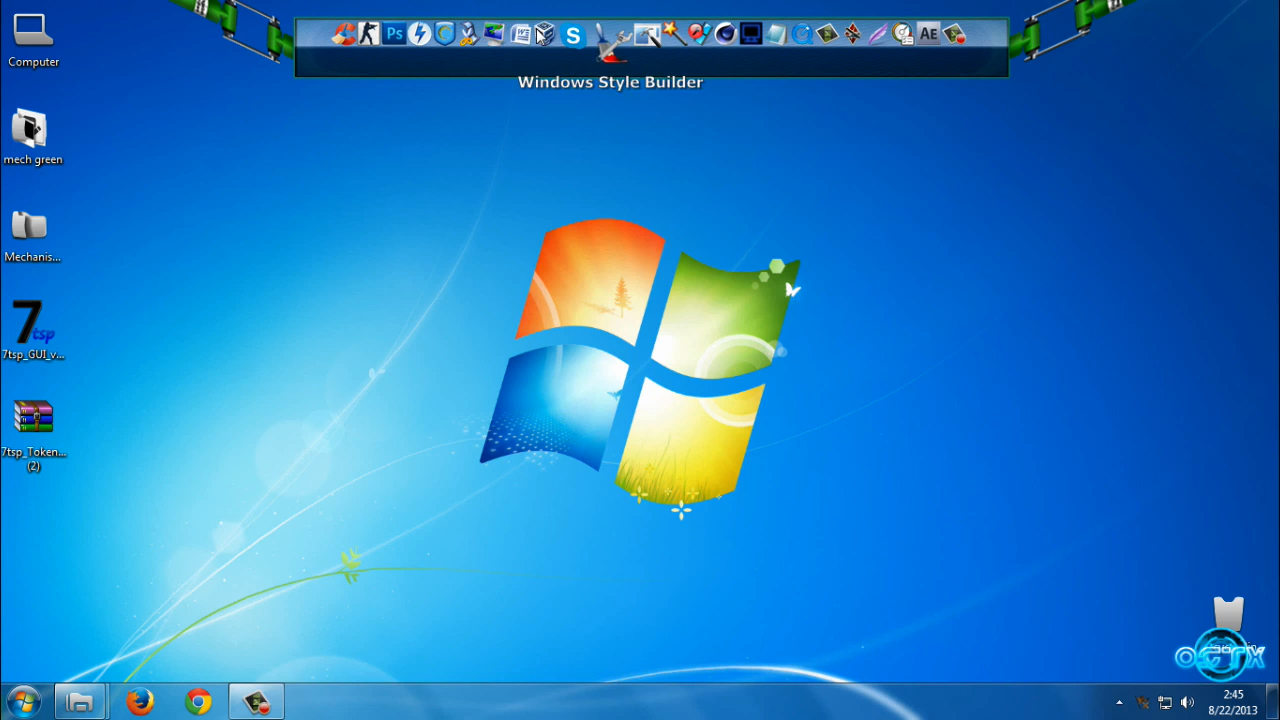 Ps
S
AE
Windows Style Builder
Computer
mech green
Mechanis...
7
tsp
7tsp_GUI_v...
7tsp_Token...
(2)
OCTX
2:45
8/22/2013